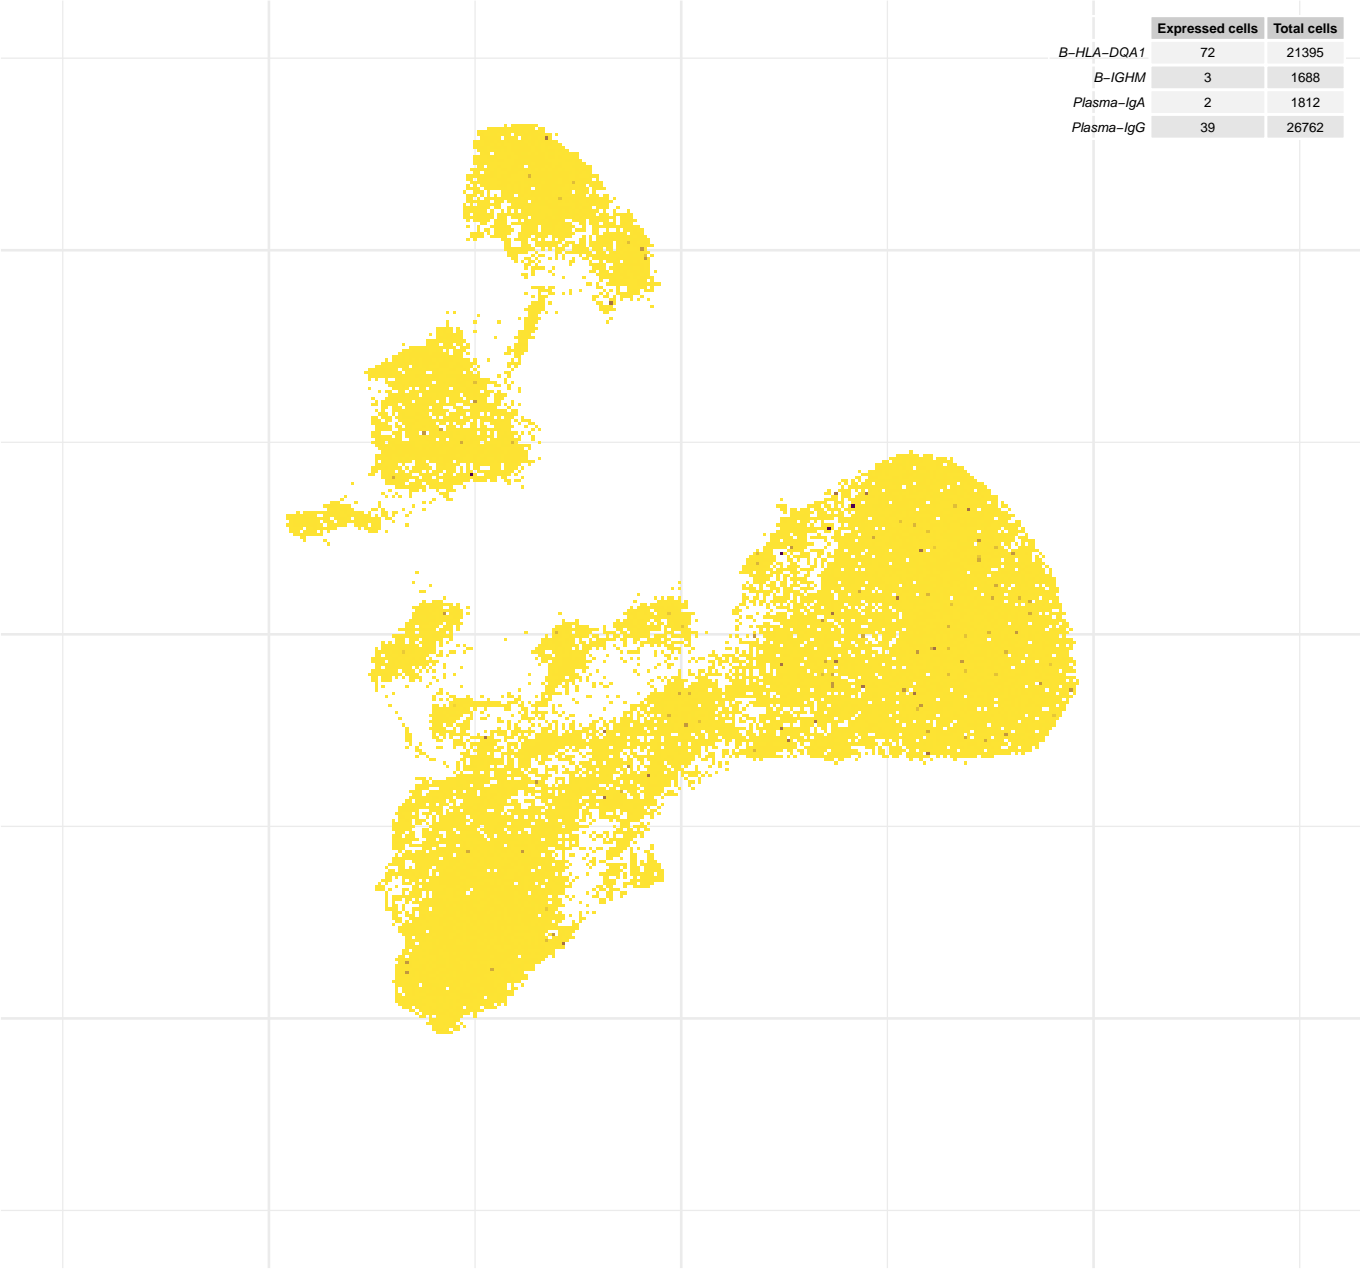 Expressed cells Total cells
B−HLA−DQA1 72 21395
B−IGHM 3 1688
Plasma−IgA 2 1812
Plasma−IgG 39 26762